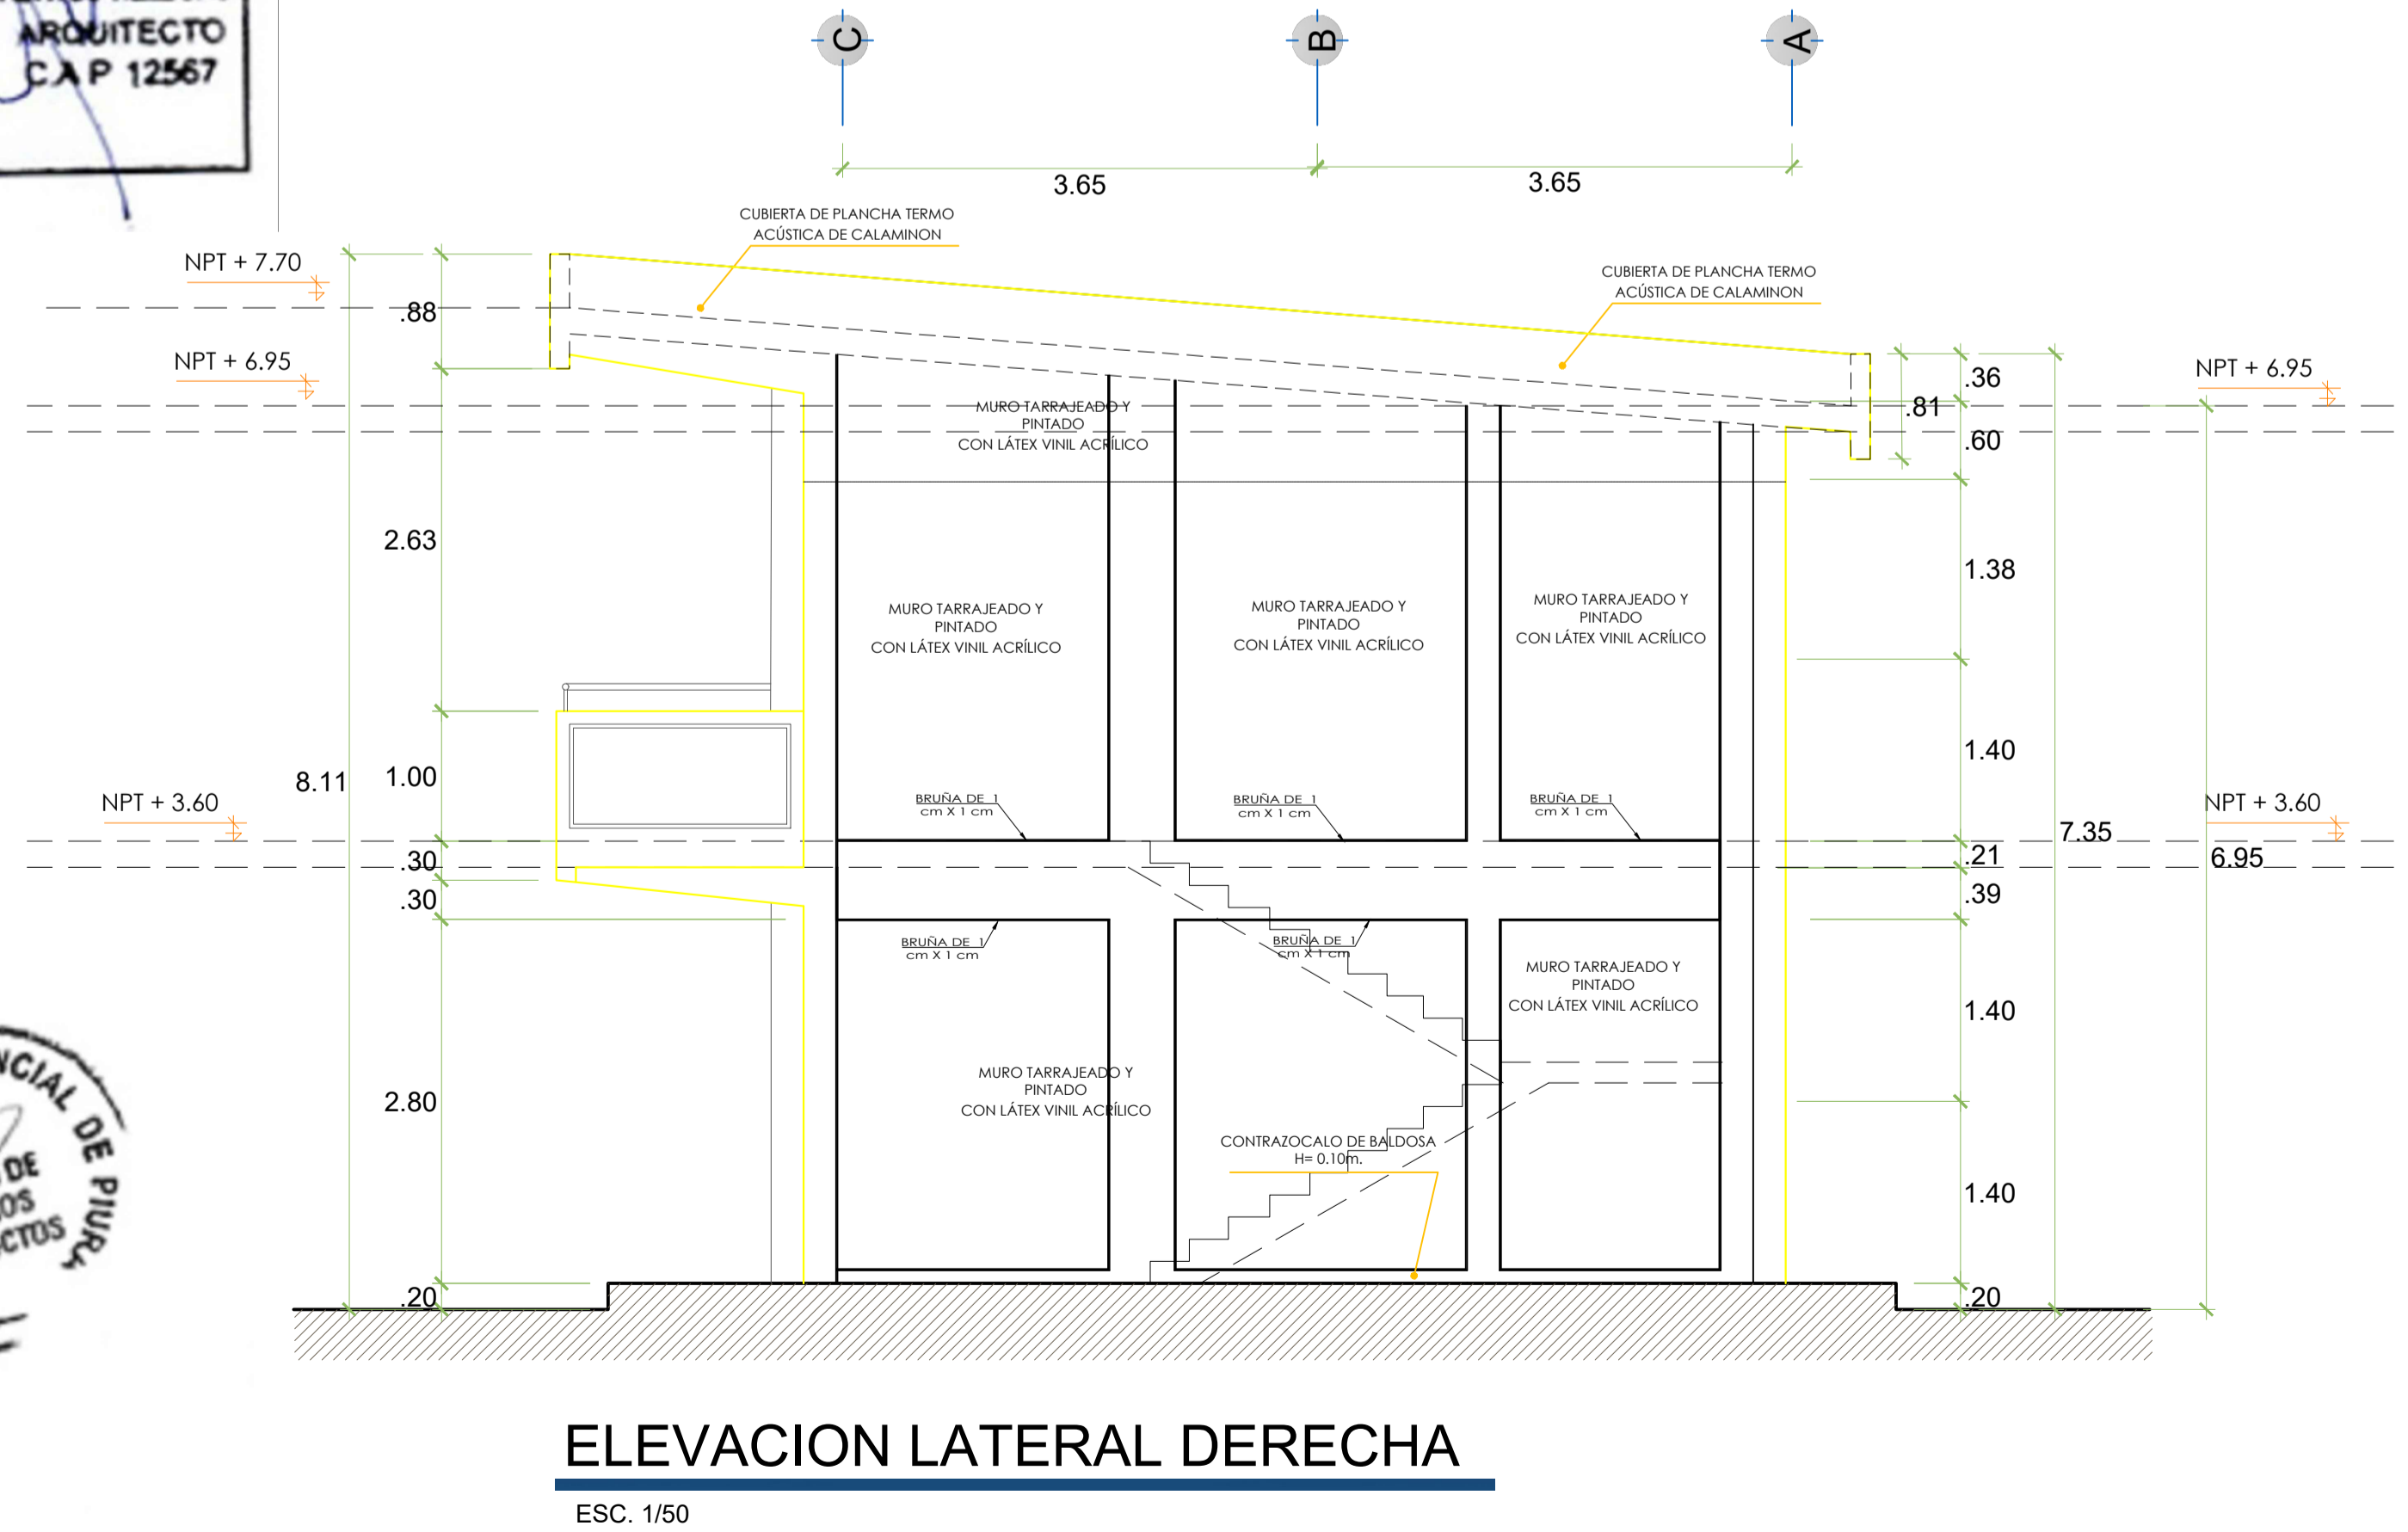 ARQUITECTO
CAP 12567
C
B
A
3.65
3.65
CUBIERTA DE PLANCHA TERMO
ACÚSTICA DE CALAMINON
CUBIERTA DE PLANCHA TERMO
ACÚSTICA DE CALAMINON
NPT + 7.70
.88
NPT + 6.95
NPT + 6.95
.36
.81
.60
MURO TARRAJEADO Y
PINTADO
CON LÁTEX VINIL ACRÍLICO
2.63
1.38
MURO TARRAJEADO Y
PINTADO
CON LÁTEX VINIL ACRÍLICO
MURO TARRAJEADO Y
PINTADO
CON LÁTEX VINIL ACRÍLICO
MURO TARRAJEADO Y
PINTADO
CON LÁTEX VINIL ACRÍLICO
8.11
1.00
1.40
NPT + 3.60
BRUÑA DE 1
cm X 1 cm
BRUÑA DE 1
cm X 1 cm
BRUÑA DE 1
cm X 1 cm
NPT + 3.60
7.35
6.95
.30
.21
.30
.39
BRUÑA DE 1
cm X 1 cm
BRUÑA DE 1
cm X 1 cm
MURO TARRAJEADO Y
PINTADO
CON LÁTEX VINIL ACRÍLICO
1.40
MURO TARRAJEADO Y
PINTADO
CON LÁTEX VINIL ACRÍLICO
2.80
CONTRAZOCALO DE BALDOSA
H= 0.10m.
1.40
.20
.20
DE PIURA
DE
ELEVACION LATERAL DERECHA
ESC. 1/50